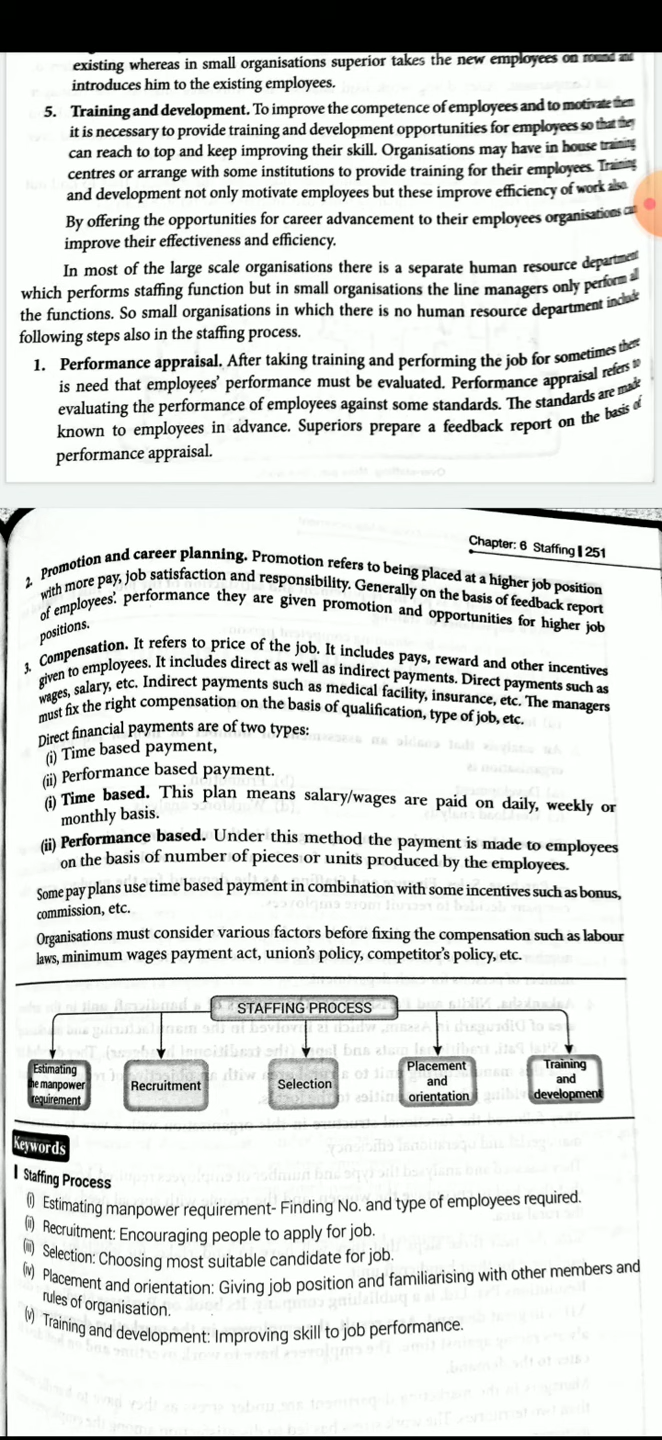 existing whereas in small organisations superior takes the new employees on round and
introduces him to the existing employees.
5. Training and development. To improve the competence of employees and to motivate them
it is necessary to provide training and development opportunities for employees so that they
can reach to top and keep improving their skill. Organisations may have in house training
centres or arrange with some institutions to provide training for their employees. Training
and development not only motivate employees but these improve efficiency of work also.
By offering the opportunities for career advancement to their employees organisations can
improve their effectiveness and efficiency.
In most of the large scale organisations there is a separate human resource department
which performs staffing function but in small organisations the line managers only perform all
the functions. So small organisations in which there is no human resource department include
following steps also in the staffing process.
1. Performance appraisal. After taking training and performing the job for sometimes there
is need that employees' performance must be evaluated. Performance appraisal refers to
evaluating the performance of employees against some standards. The standards are made
known to employees in advance. Superiors prepare a feedback report on the basis of
performance appraisal.
Chapter: 6 Staffing | 251
2. Promotion and career planning. Promotion refers to being placed at a higher job position
with more pay, job satisfaction and responsibility. Generally on the basis of feedback report
of employees' performance they are given promotion and opportunities for higher job
positions.
3. Compensation. It refers to price of the job. It includes pays, reward and other incentives
given to employees. It includes direct as well as indirect payments. Direct payments such as
wages, salary, etc. Indirect payments such as medical facility, insurance, etc. The managers
must fix the right compensation on the basis of qualification, type of job, etc.
Direct financial payments are of two types:
(i) Time based payment,
(ii) Performance based payment.
(i) Time based. This plan means salary/wages are paid on daily, weekly or
monthly basis.
(ii) Performance based. Under this method the payment is made to employees
on the basis of number of pieces or units produced by the employees.
Some pay plans use time based payment in combination with some incentives such as bonus,
commission, etc.
Organisations must consider various factors before fixing the compensation such as labour
laws, minimum wages payment act, union's policy, competitor's policy, etc.
STAFFING PROCESS
Estimating
the manpower
requirement
Recruitment
Selection
Placement
and
orientation
Training
and
development
Keywords
Staffing Process
(i) Estimating manpower requirement- Finding No. and type of employees required.
(ii) Recruitment: Encouraging people to apply for job.
(iii) Selection: Choosing most suitable candidate for job.
(iv) Placement and orientation: Giving job position and familiarising with other members and
rules of organisation.
(v) Training and development: Improving skill to job performance.